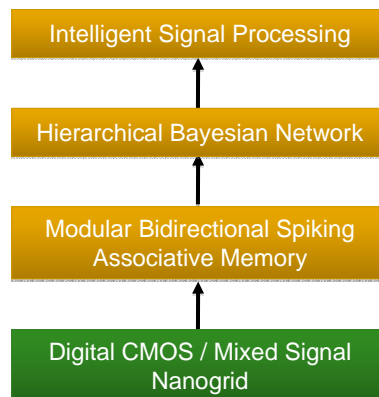 Intelligent Signal Processing
Hierarchical Bayesian Network
Modular Bidirectional Spiking
Associative Memory
Digital CMOS / Mixed Signal
Nanogrid